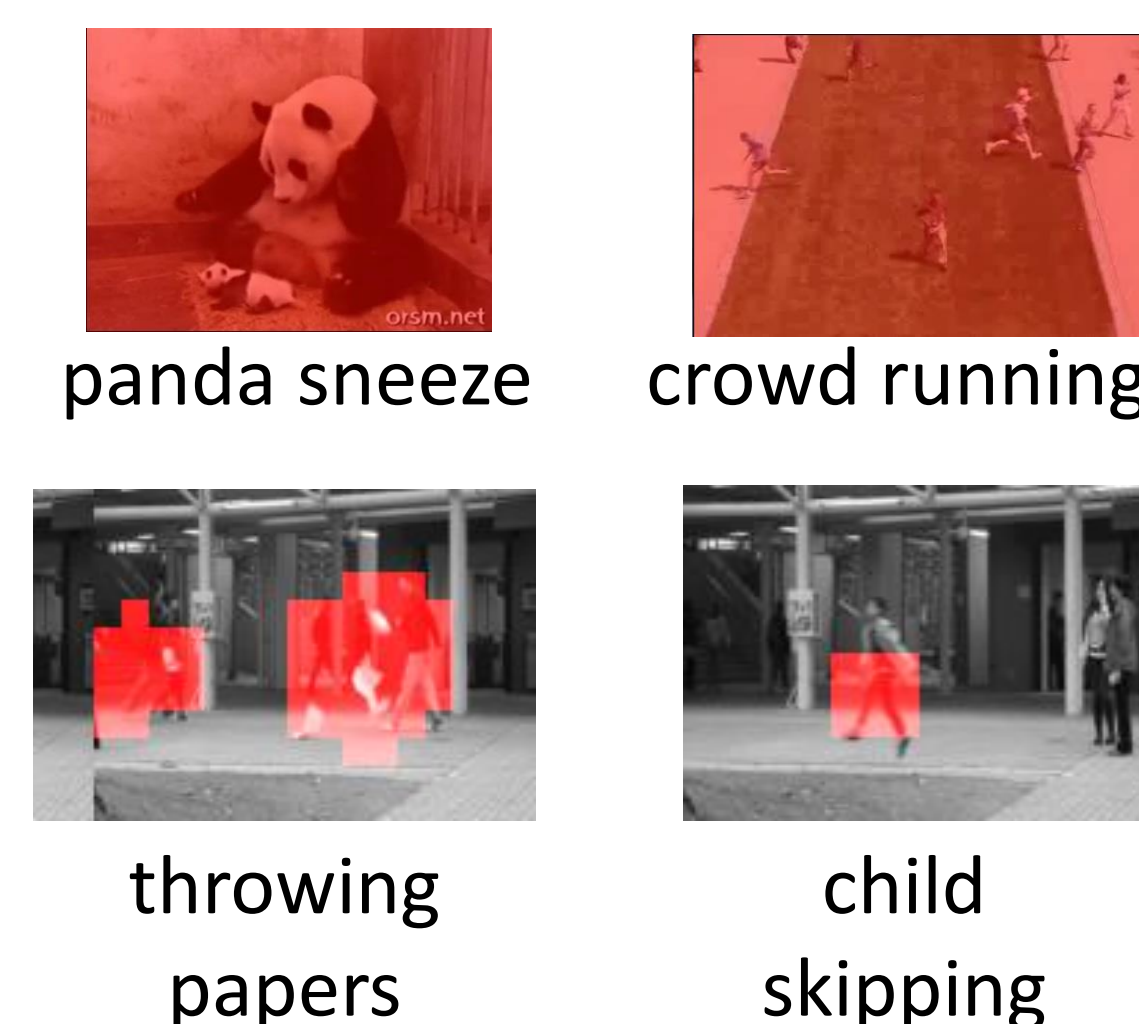 orsm.net
panda sneeze
crowd running
throwing
papers
child
skipping